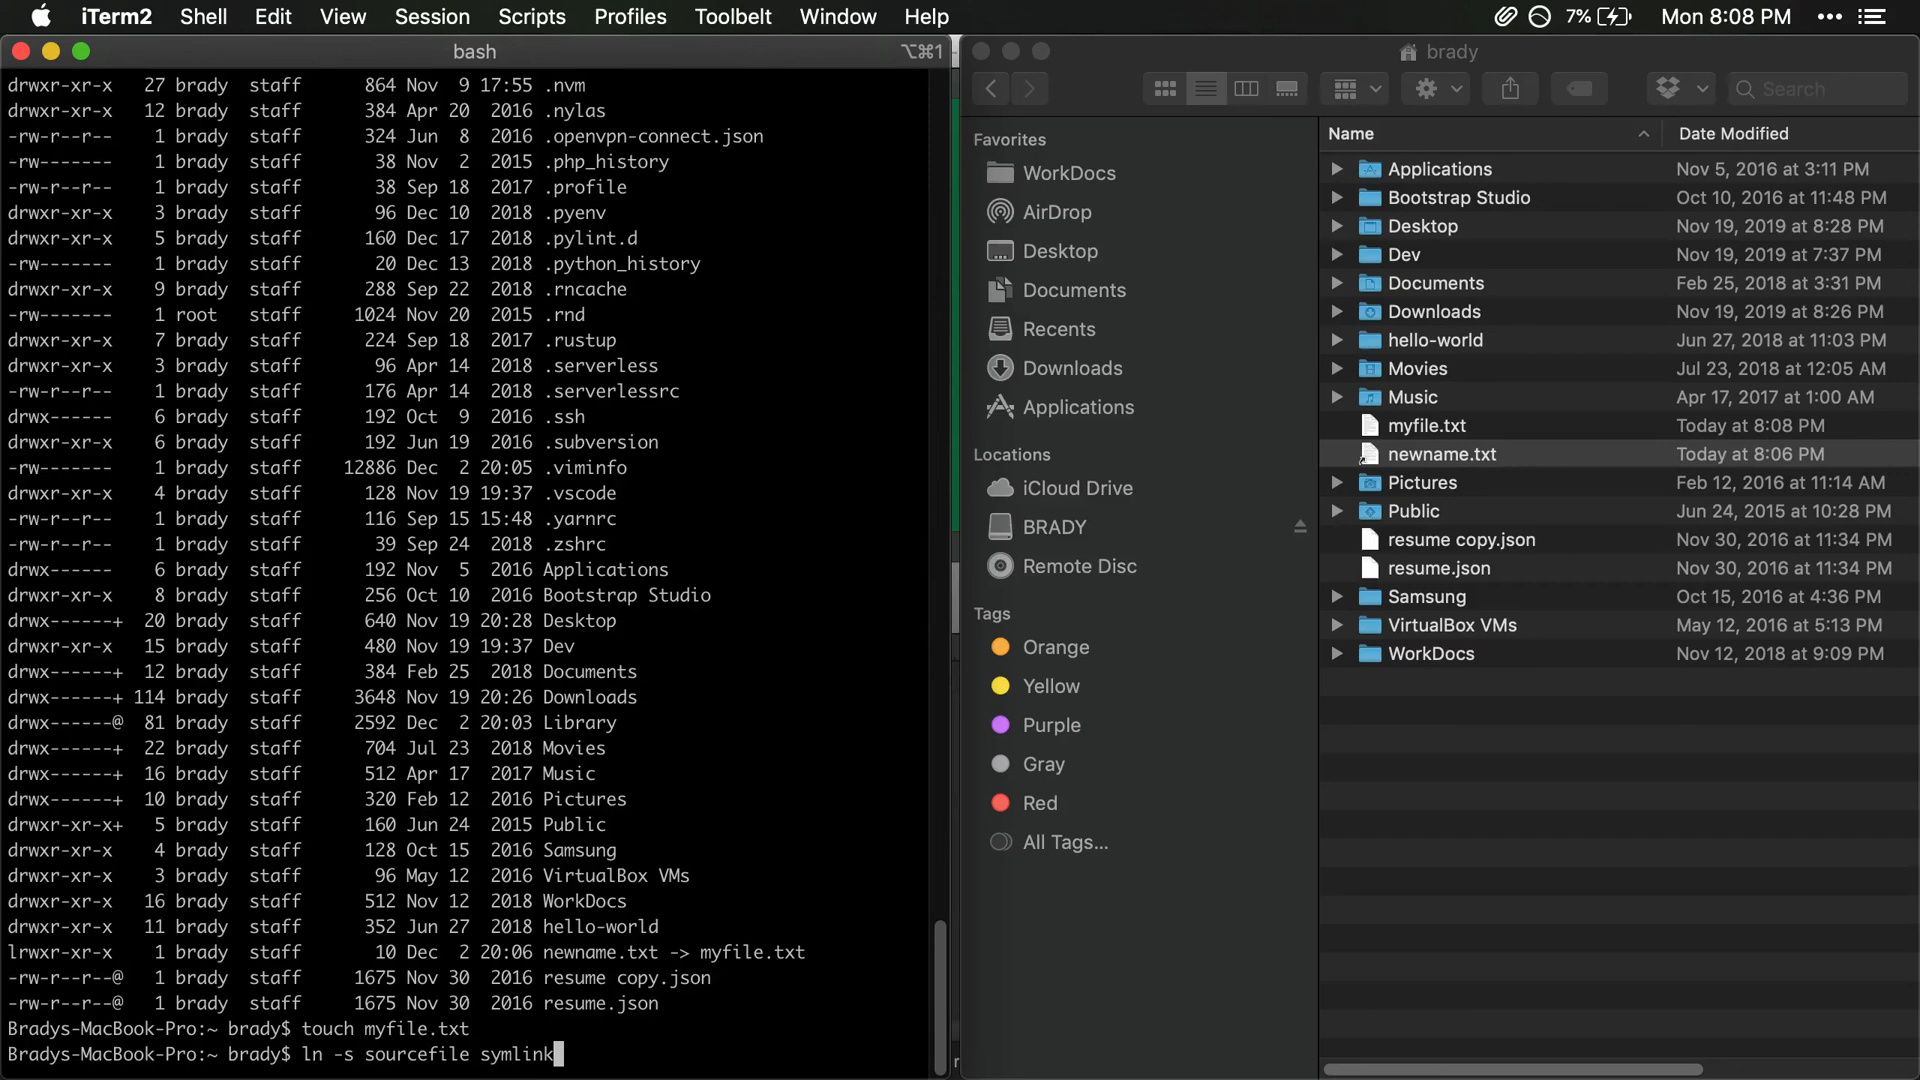 iTerm2 Shell Edit View Session Scripts Profiles Toolbelt Window Help 7% Mon 8:08 PM
bash ⌥⌘1
drwxr-xr-x 27 brady staff 864 Nov 9 17:55 .nvm
drwxr-xr-x 12 brady staff 384 Apr 20 2016 .nylas
-rw-r--r-- 1 brady staff 324 Jun 8 2016 .openvpn-connect.json
-rw------- 1 brady staff 38 Nov 2 2015 .php_history
-rw-r--r-- 1 brady staff 38 Sep 18 2017 .profile
drwxr-xr-x 3 brady staff 96 Dec 10 2018 .pyenv
drwxr-xr-x 5 brady staff 160 Dec 17 2018 .pylint.d
-rw------- 1 brady staff 20 Dec 13 2018 .python_history
drwxr-xr-x 9 brady staff 288 Sep 22 2018 .rncache
-rw------- 1 root staff 1024 Nov 20 2015 .rnd
drwxr-xr-x 7 brady staff 224 Sep 18 2017 .rustup
drwxr-xr-x 3 brady staff 96 Apr 14 2018 .serverless
-rw-r--r-- 1 brady staff 176 Apr 14 2018 .serverlessrc
drwx------ 6 brady staff 192 Oct 9 2016 .ssh
drwxr-xr-x 6 brady staff 192 Jun 19 2016 .subversion
-rw------- 1 brady staff 12886 Dec 2 20:05 .viminfo
drwxr-xr-x 4 brady staff 128 Nov 19 19:37 .vscode
-rw-r--r-- 1 brady staff 116 Sep 15 15:48 .yarnrc
-rw-r--r-- 1 brady staff 39 Sep 24 2018 .zshrc
drwx------ 6 brady staff 192 Nov 5 2016 Applications
drwxr-xr-x 8 brady staff 256 Oct 10 2016 Bootstrap Studio
drwx------+ 20 brady staff 640 Nov 19 20:28 Desktop
drwxr-xr-x 15 brady staff 480 Nov 19 19:37 Dev
drwx------+ 12 brady staff 384 Feb 25 2018 Documents
drwx------+ 114 brady staff 3648 Nov 19 20:26 Downloads
drwx------@ 81 brady staff 2592 Dec 2 20:03 Library
drwx------+ 22 brady staff 704 Jul 23 2018 Movies
drwx------+ 16 brady staff 512 Apr 17 2017 Music
drwx------+ 10 brady staff 320 Feb 12 2016 Pictures
drwxr-xr-x+ 5 brady staff 160 Jun 24 2015 Public
drwxr-xr-x 4 brady staff 128 Oct 15 2016 Samsung
drwxr-xr-x 3 brady staff 96 May 12 2016 VirtualBox VMs
drwxr-xr-x 16 brady staff 512 Nov 12 2018 WorkDocs
drwxr-xr-x 11 brady staff 352 Jun 27 2018 hello-world
lrwxr-xr-x 1 brady staff 10 Dec 2 20:06 newname.txt -> myfile.txt
-rw-r--r--@ 1 brady staff 1675 Nov 30 2016 resume copy.json
-rw-r--r--@ 1 brady staff 1675 Nov 30 2016 resume.json
Bradys-MacBook-Pro:~ brady$ touch myfile.txt
Bradys-MacBook-Pro:~ brady$ ln -s sourcefile symlink
brady
Search
Favorites
WorkDocs
AirDrop
Desktop
Documents
Recents
Downloads
Applications
Locations
iCloud Drive
BRADY
Remote Disc
Tags
Orange
Yellow
Purple
Gray
Red
All Tags...
Name Date Modified
Applications Nov 5, 2016 at 3:11 PM
Bootstrap Studio Oct 10, 2016 at 11:48 PM
Desktop Nov 19, 2019 at 8:28 PM
Dev Nov 19, 2019 at 7:37 PM
Documents Feb 25, 2018 at 3:31 PM
Downloads Nov 19, 2019 at 8:26 PM
hello-world Jun 27, 2018 at 11:03 PM
Movies Jul 23, 2018 at 12:05 AM
Music Apr 17, 2017 at 1:00 AM
myfile.txt Today at 8:08 PM
newname.txt Today at 8:06 PM
Pictures Feb 12, 2016 at 11:14 AM
Public Jun 24, 2015 at 10:28 PM
resume copy.json Nov 30, 2016 at 11:34 PM
resume.json Nov 30, 2016 at 11:34 PM
Samsung Oct 15, 2016 at 4:36 PM
VirtualBox VMs May 12, 2016 at 5:13 PM
WorkDocs Nov 12, 2018 at 9:09 PM